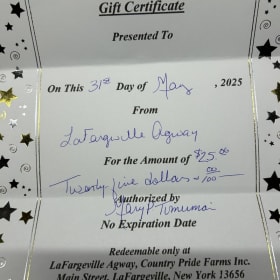 Gift Certificate
Presented To
On This 31st Day of May, 2025
From
LaFargeville Agway
For the Amount of $25.00
Twenty five dollars 00/100
Authorized by
Mary P
No Expiration Date
Redeemable only at
LaFargeville Agway, Country Pride Farms Inc.
Main Street, LaFargeville, New York 13656